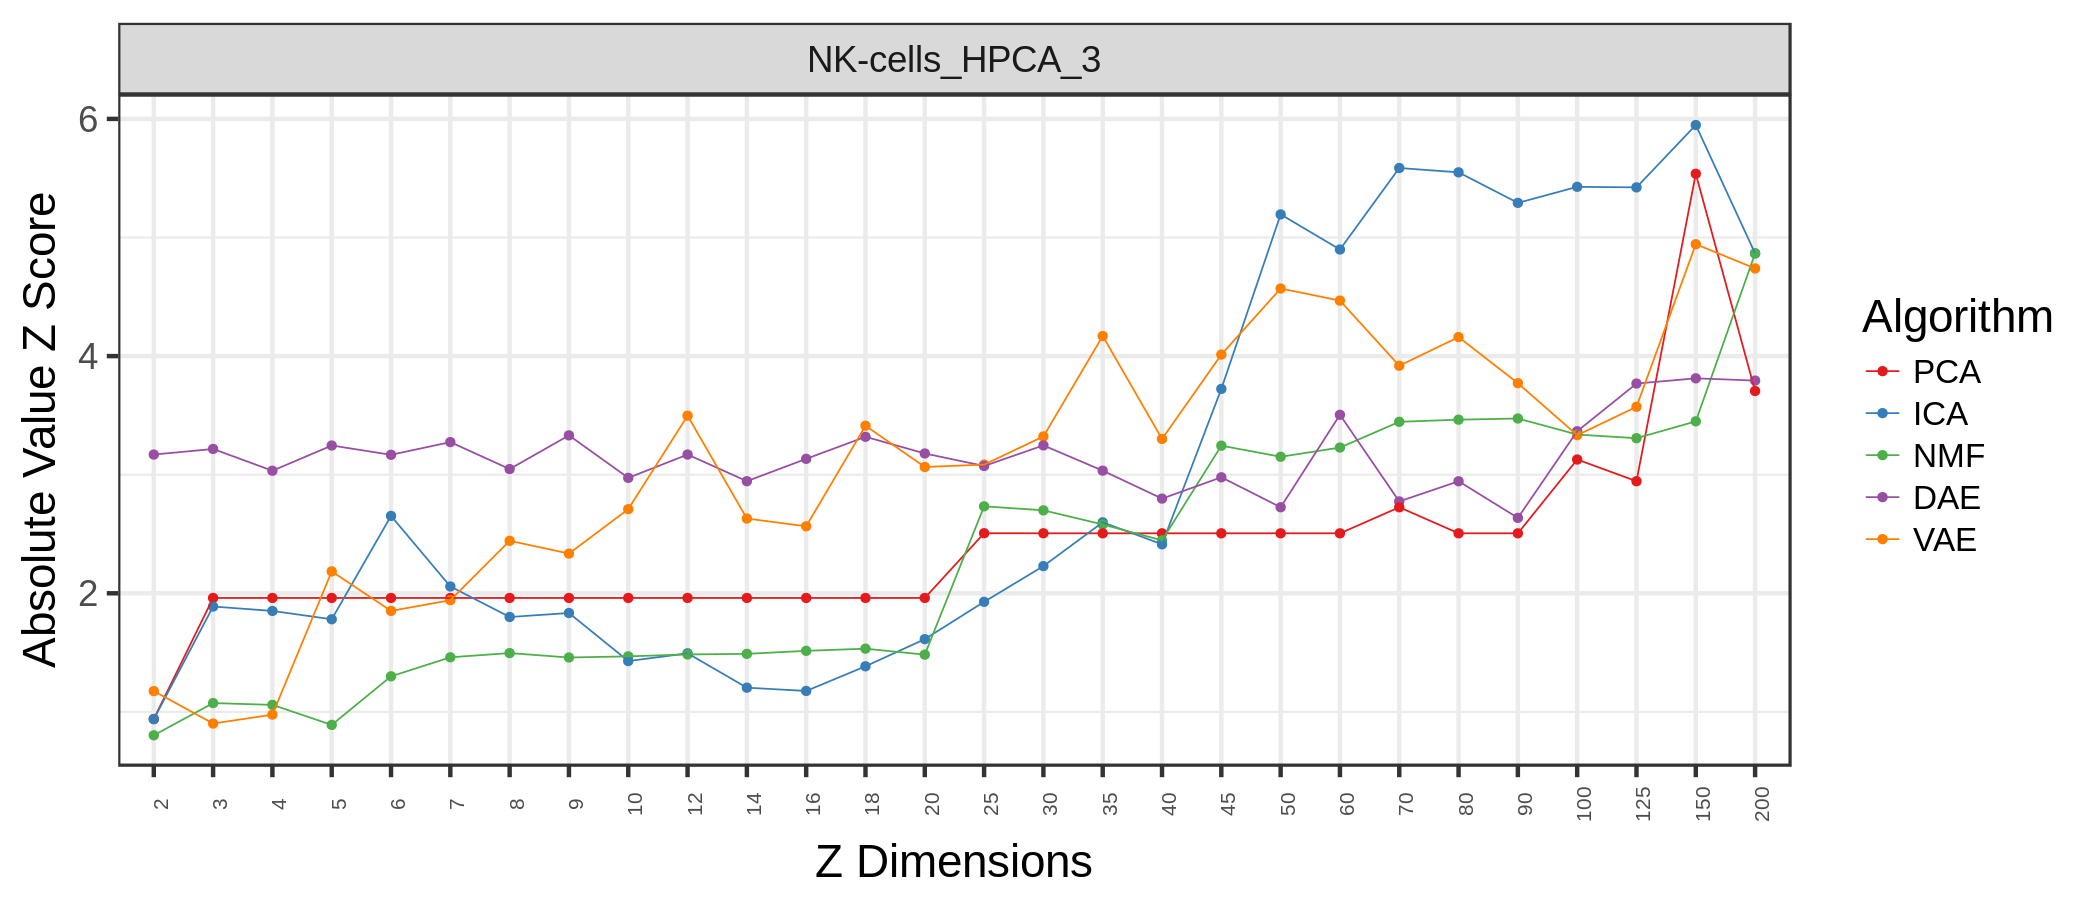 NK-cells_HPCA_3
Absolute Value Z Score
6
4
2
2 3 4 5 6 7 8 9 10 12 14 16 18 20 25 30 35 40 45 50 60 70 80 90 100 125 150 200
Z Dimensions
Algorithm
PCA
ICA
NMF
DAE
VAE